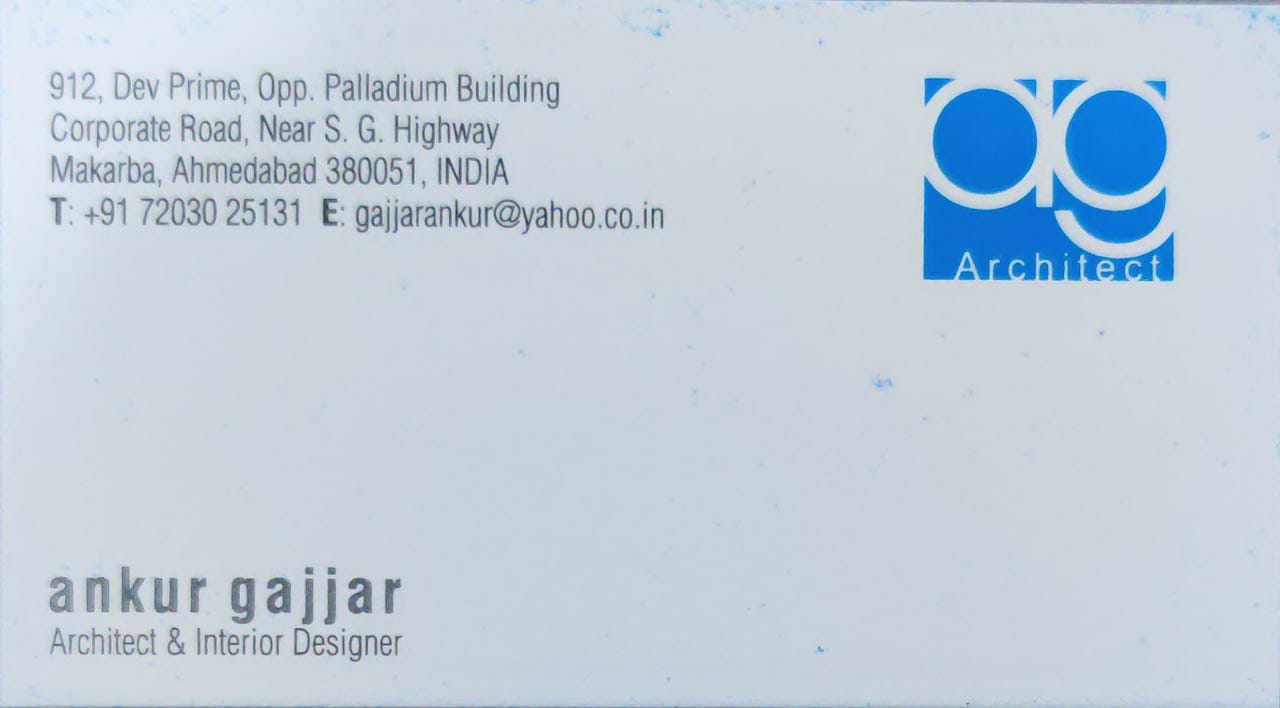 912, Dev Prime, Opp. Palladium Building
Corporate Road, Near S. G. Highway
Makarba, Ahmedabad 380051, INDIA
T: +91 72030 25131 E: gajjarankur@yahoo.co.in
ag
Architect
ankur gajjar
Architect & Interior Designer